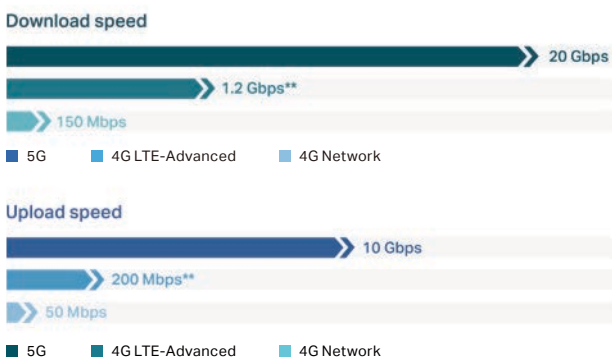 Download speed
20 Gbps
1.2 Gbps**
150 Mbps
5G 4G LTE-Advanced 4G Network
Upload speed
10 Gbps
200 Mbps**
50 Mbps
5G 4G LTE-Advanced 4G Network